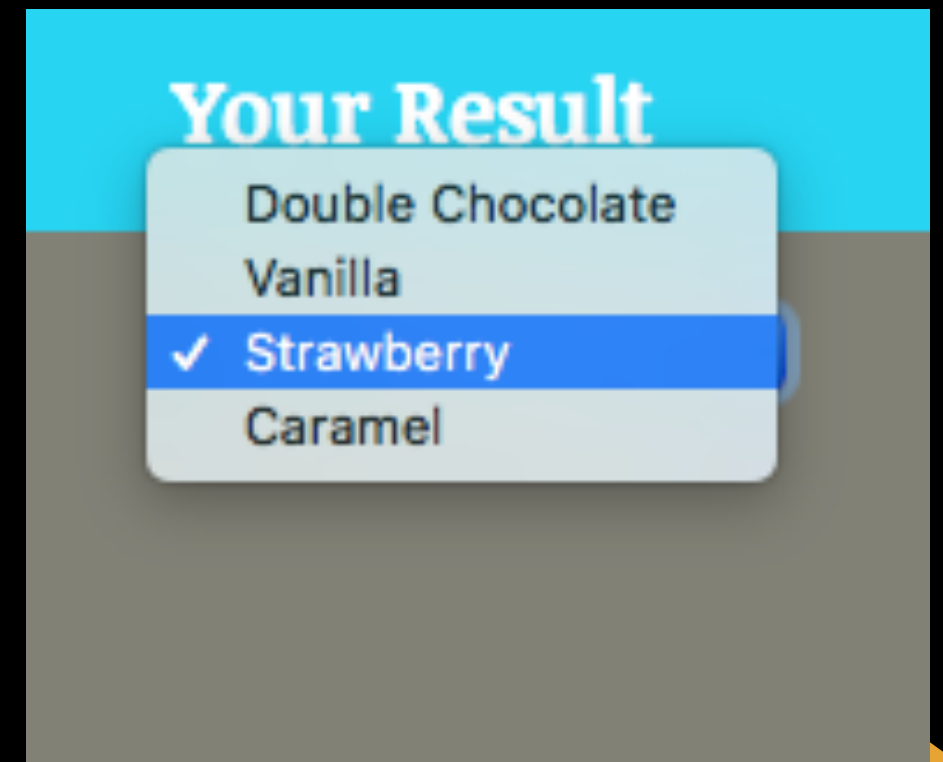 Your Result
Double Chocolate
Vanilla
✓ Strawberry
Caramel